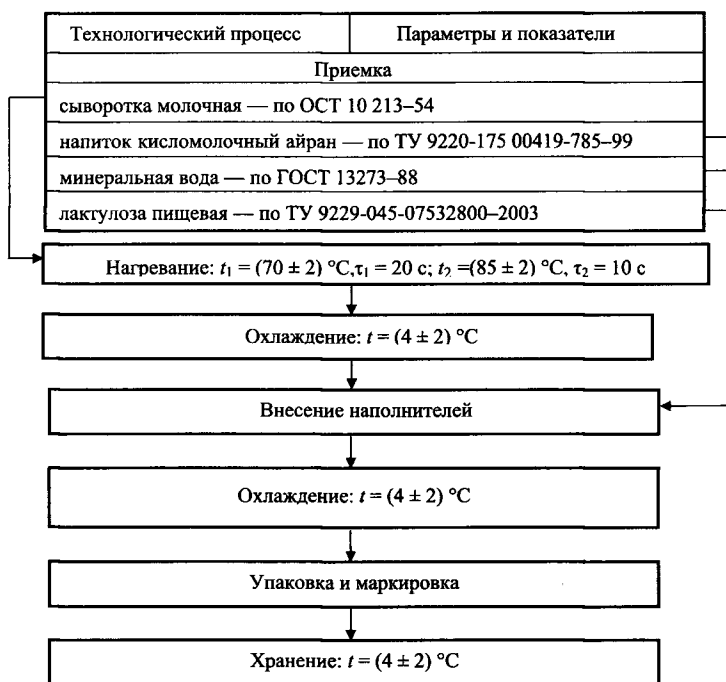 Технологический процесс Параметры и показатели
Приемка
сыворотка молочная — по ОСТ 10 213–54
напиток кисломолочный айран — по ТУ 9220-175 00419-785–99
минеральная вода — по ГОСТ 13273–88
лактулоза пищевая — по ТУ 9229-045-07532800–2003
Нагревание: t₁ = (70 ± 2) °C,τ₁ = 20 с; t₂ =(85 ± 2) °C, τ₂ = 10 с
Охлаждение: t = (4 ± 2) °C
Внесение наполнителей
Охлаждение: t = (4 ± 2) °C
Упаковка и маркировка
Хранение: t = (4 ± 2) °C